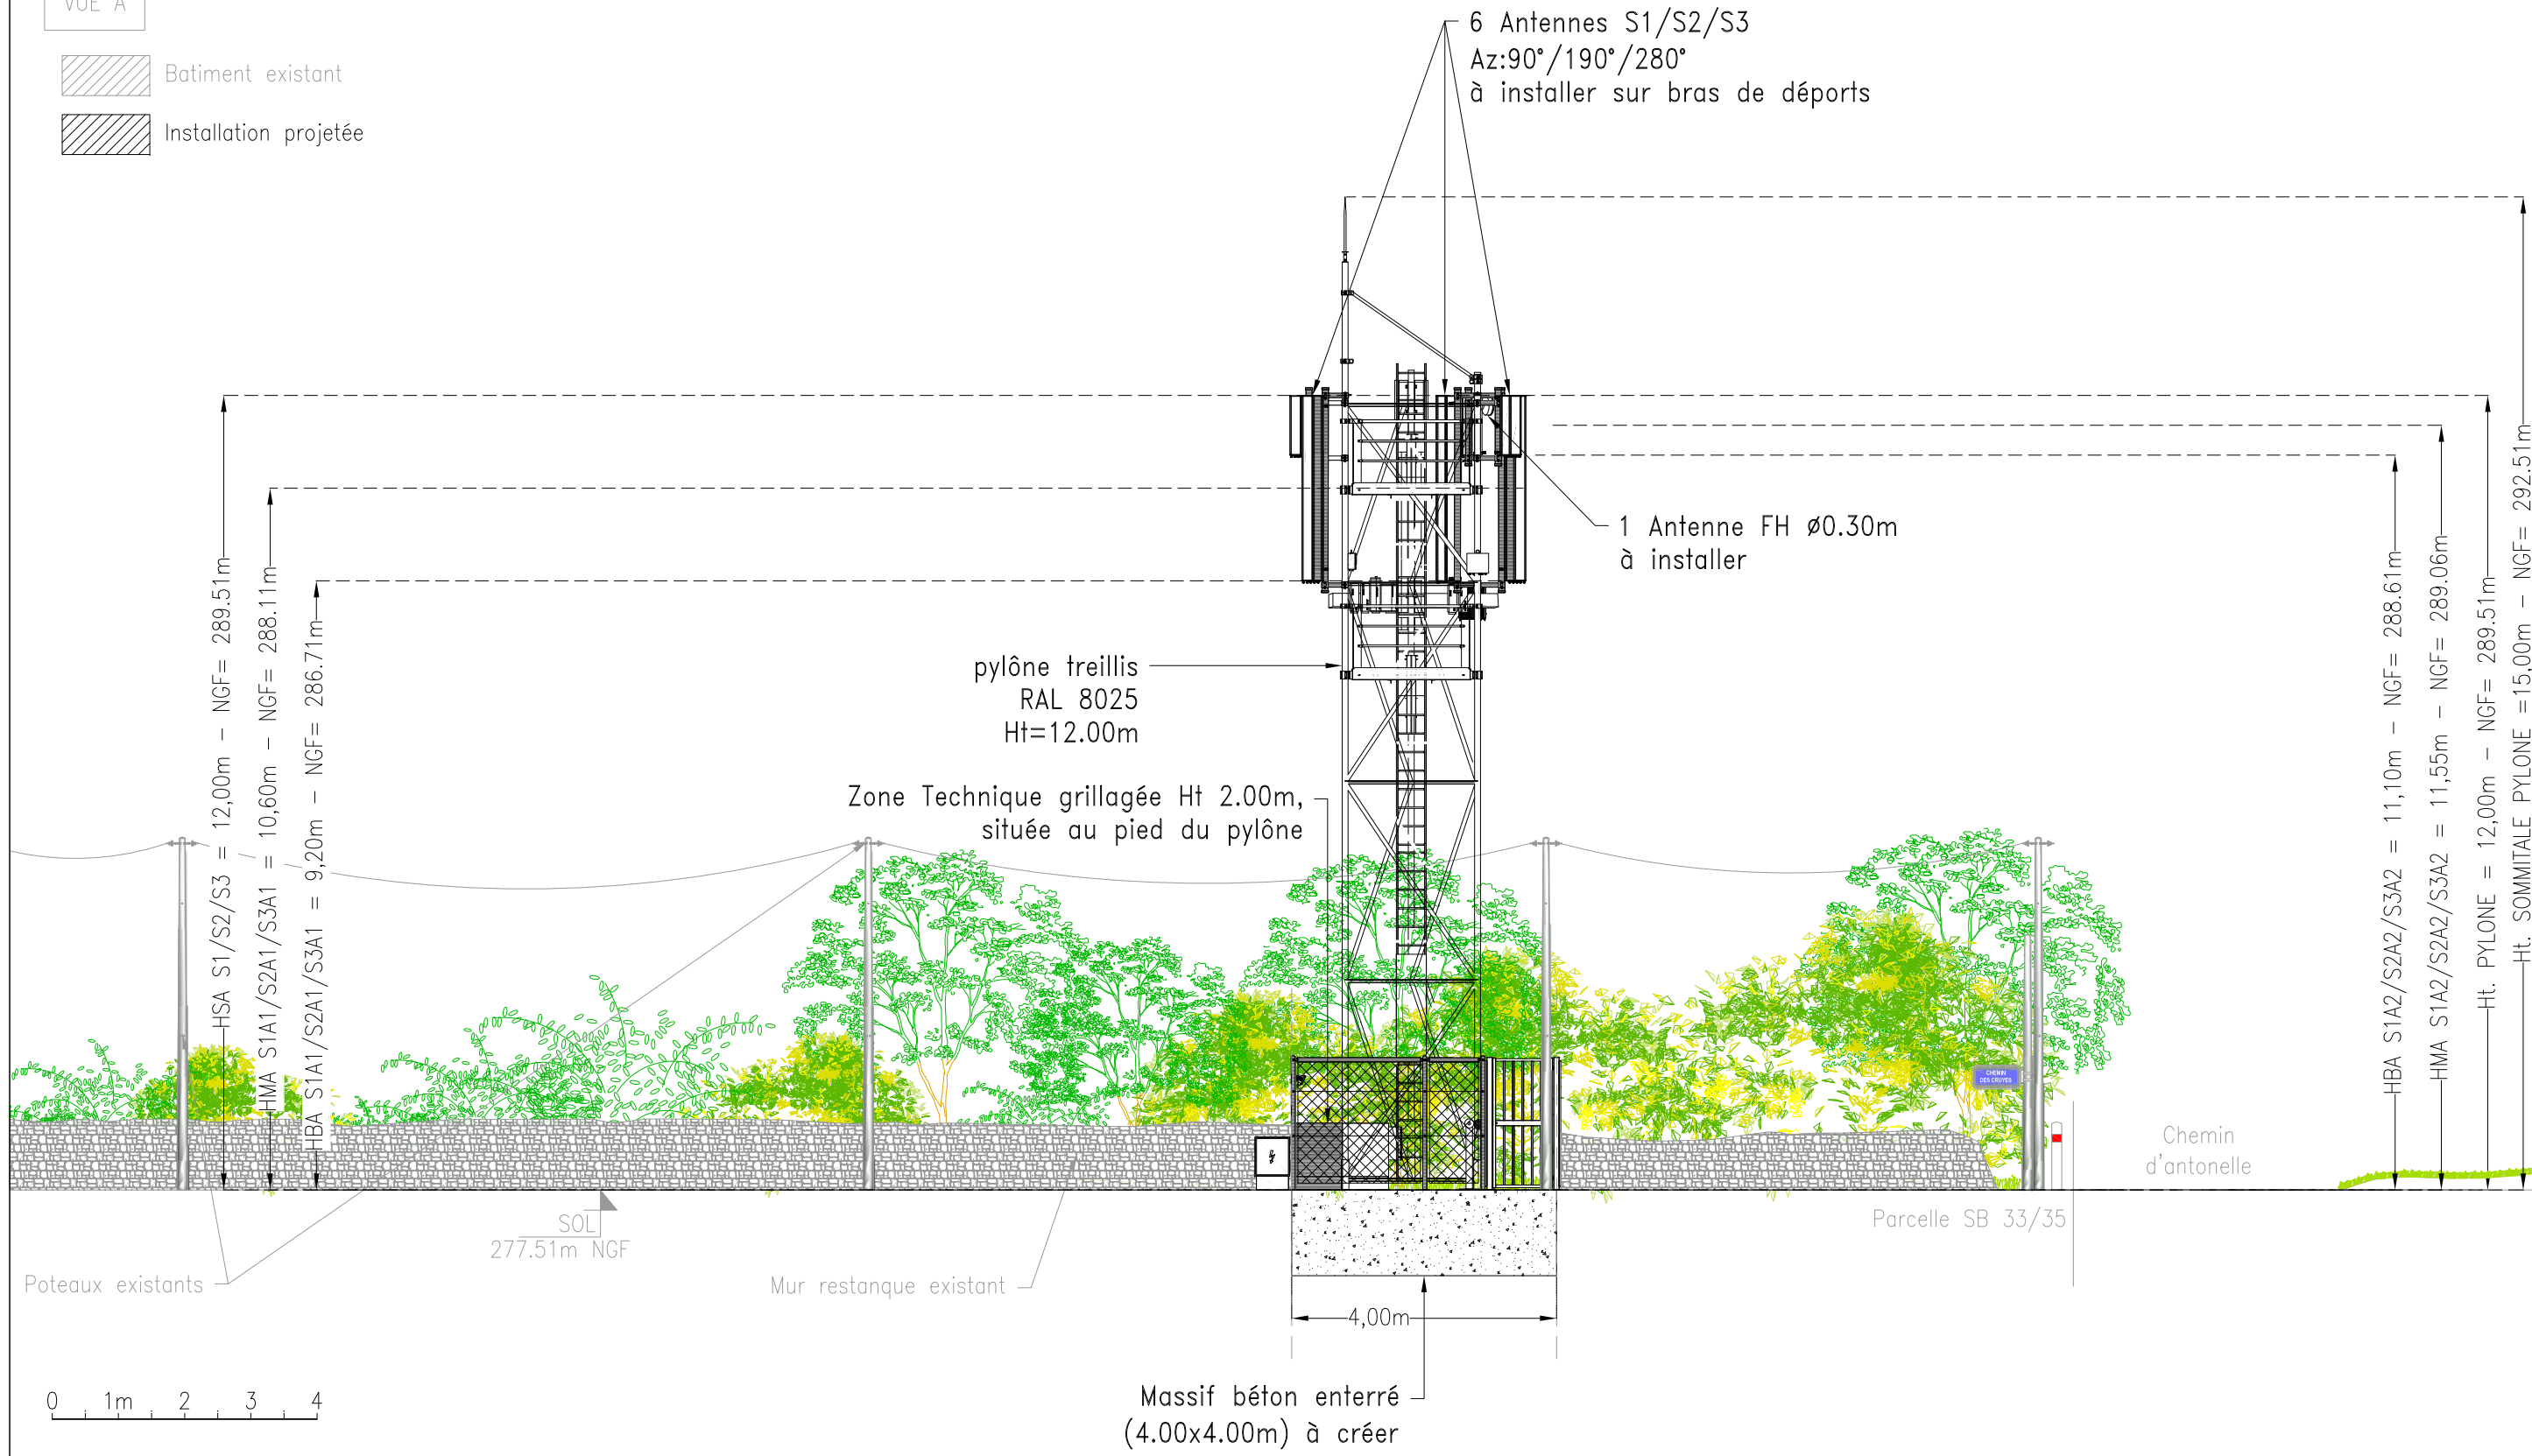 VUE A
Batiment existant
Installation projetée
6 Antennes S1/S2/S3
Az:90°/190°/280°
à installer sur bras de déports
1 Antenne FH ø0.30m
à installer
pylône treillis
RAL 8025
Ht=12.00m
Zone Technique grillagée Ht 2.00m,
située au pied du pylône
HSA S1/S2/S3 = 12,00m - NGF= 289.51m
HMA S1A1/S2A1/S3A1 = 10,60m - NGF= 288.11m
HBA S1A1/S2A1/S3A1 = 9,20m - NGF= 286.71m
HBA S1A2/S2A2/S3A2 = 11,10m - NGF= 288.61m
HMA S1A2/S2A2/S3A2 = 11,55m - NGF= 289.06m
Ht. PYLONE = 12,00m - NGF= 289.51m
Ht. SOMMITALE PYLONE =15,00m - NGF= 292.51m
CHEMIN
DES CRUYES
Chemin
d'antonelle
Parcelle SB 33/35
SOL
277.51m NGF
Poteaux existants
Mur restanque existant
4,00m
Massif béton enterré
(4.00x4.00m) à créer
0 1m 2 3 4